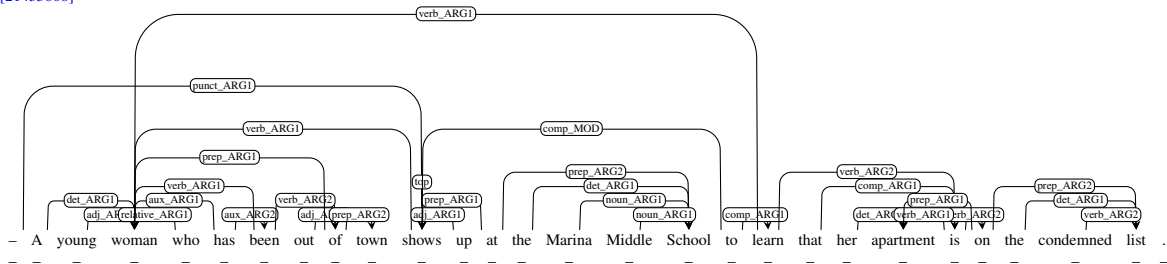 verb_ARG1
punct_ARG1
verb_ARG1 comp_MOD
prep_ARG1
prep_ARG2 verb_ARG2
verb_ARG1 top det_ARG1 comp_ARG1 prep_ARG2
det_ARG1 aux_ARG1 verb_ARG2 prep_ARG1 noun_ARG1 prep_ARG1 det_ARG1
relative_ARG1 aux_ARG2 prep_ARG2 adj_ARG1 noun_ARG1 comp_ARG1 verb_ARG1 verb_ARG2
– A young woman who has been out of town shows up at the Marina Middle School to learn that her apartment is on the condemned list .